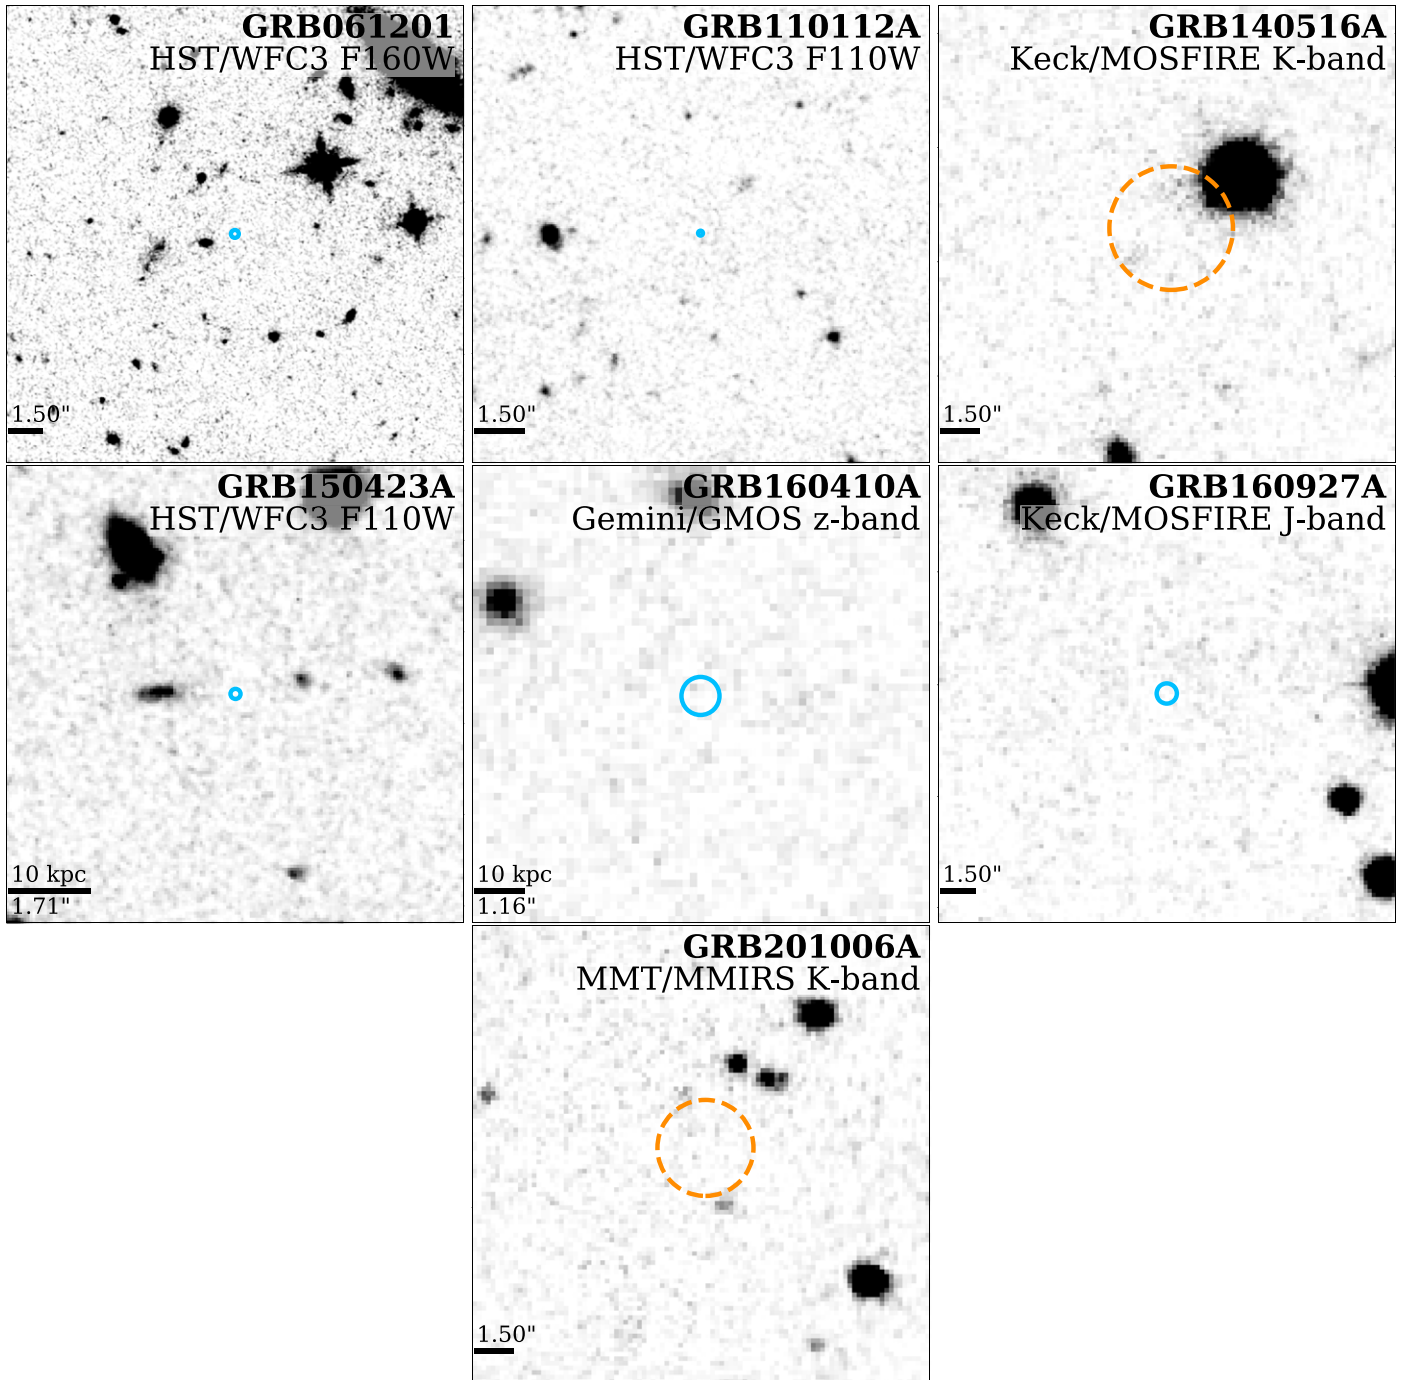 GRB061201
HST/WFC3 F160W
1.50"
GRB110112A
HST/WFC3 F110W
1.50"
GRB140516A
Keck/MOSFIRE K-band
1.50"
GRB150423A
HST/WFC3 F110W
10 kpc
1.71"
GRB160410A
Gemini/GMOS z-band
10 kpc
1.16"
GRB160927A
Keck/MOSFIRE J-band
1.50"
GRB201006A
MMT/MMIRS K-band
1.50"